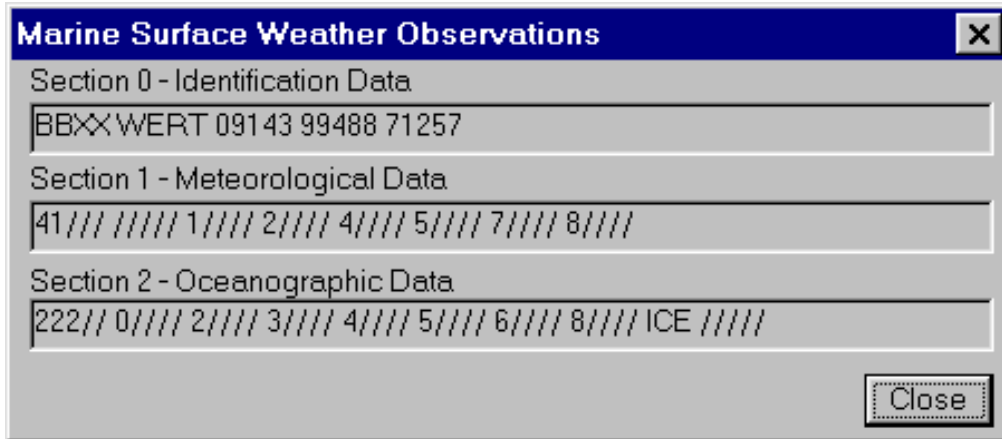 Marine Surface Weather Observations
Section 0 - Identification Data
BBXX WERT 09143 99488 71257
Section 1 - Meteorological Data
41/// ///// 1//// 2//// 4//// 5//// 7//// 8////
Section 2 - Oceanographic Data
222// 0//// 2//// 3//// 4//// 5//// 6//// 8//// ICE /////
Close